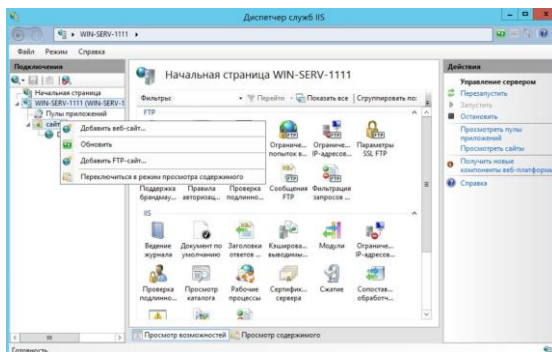 Диспетчер служб IIS
WIN-SERV-1111
Файл Режим Справка
Подключения
Начальная страница
WIN-SERV-1111 (WIN-SERV-1
Пулы приложений
сайт
Добавить веб-сайт...
Обновить
Добавить FTP-сайт...
Переключиться в режим просмотра содержимого
Начальная страница WIN-SERV-1111
Фильтры: Перейти Показать все Сгруппировать по:
FTP
Ограниче... Ограниче... Параметры
попыток в... IP-адресов... SSL FTP
Поддержка Правила Проверка Сообщения Фильтрация
брандмау... авторизац... подлинно... FTP запросов ...
IIS
Ведение Документ по Заголовки Кэширова... Модули Ограниче...
журнала умолчанию ответов ... выводимы... IP-адресов...
Проверка Просмотр Рабочие Сертифик... Сжатие Сопостав...
подлинно... каталога процессы сервера обработч...
Просмотр возможностей Просмотр содержимого
Действия
Управление сервером
Перезапустить
Запустить
Остановить
Просмотреть пулы
приложений
Просмотреть сайты
Получить новые
компоненты веб-платформы
Справка
Готовность